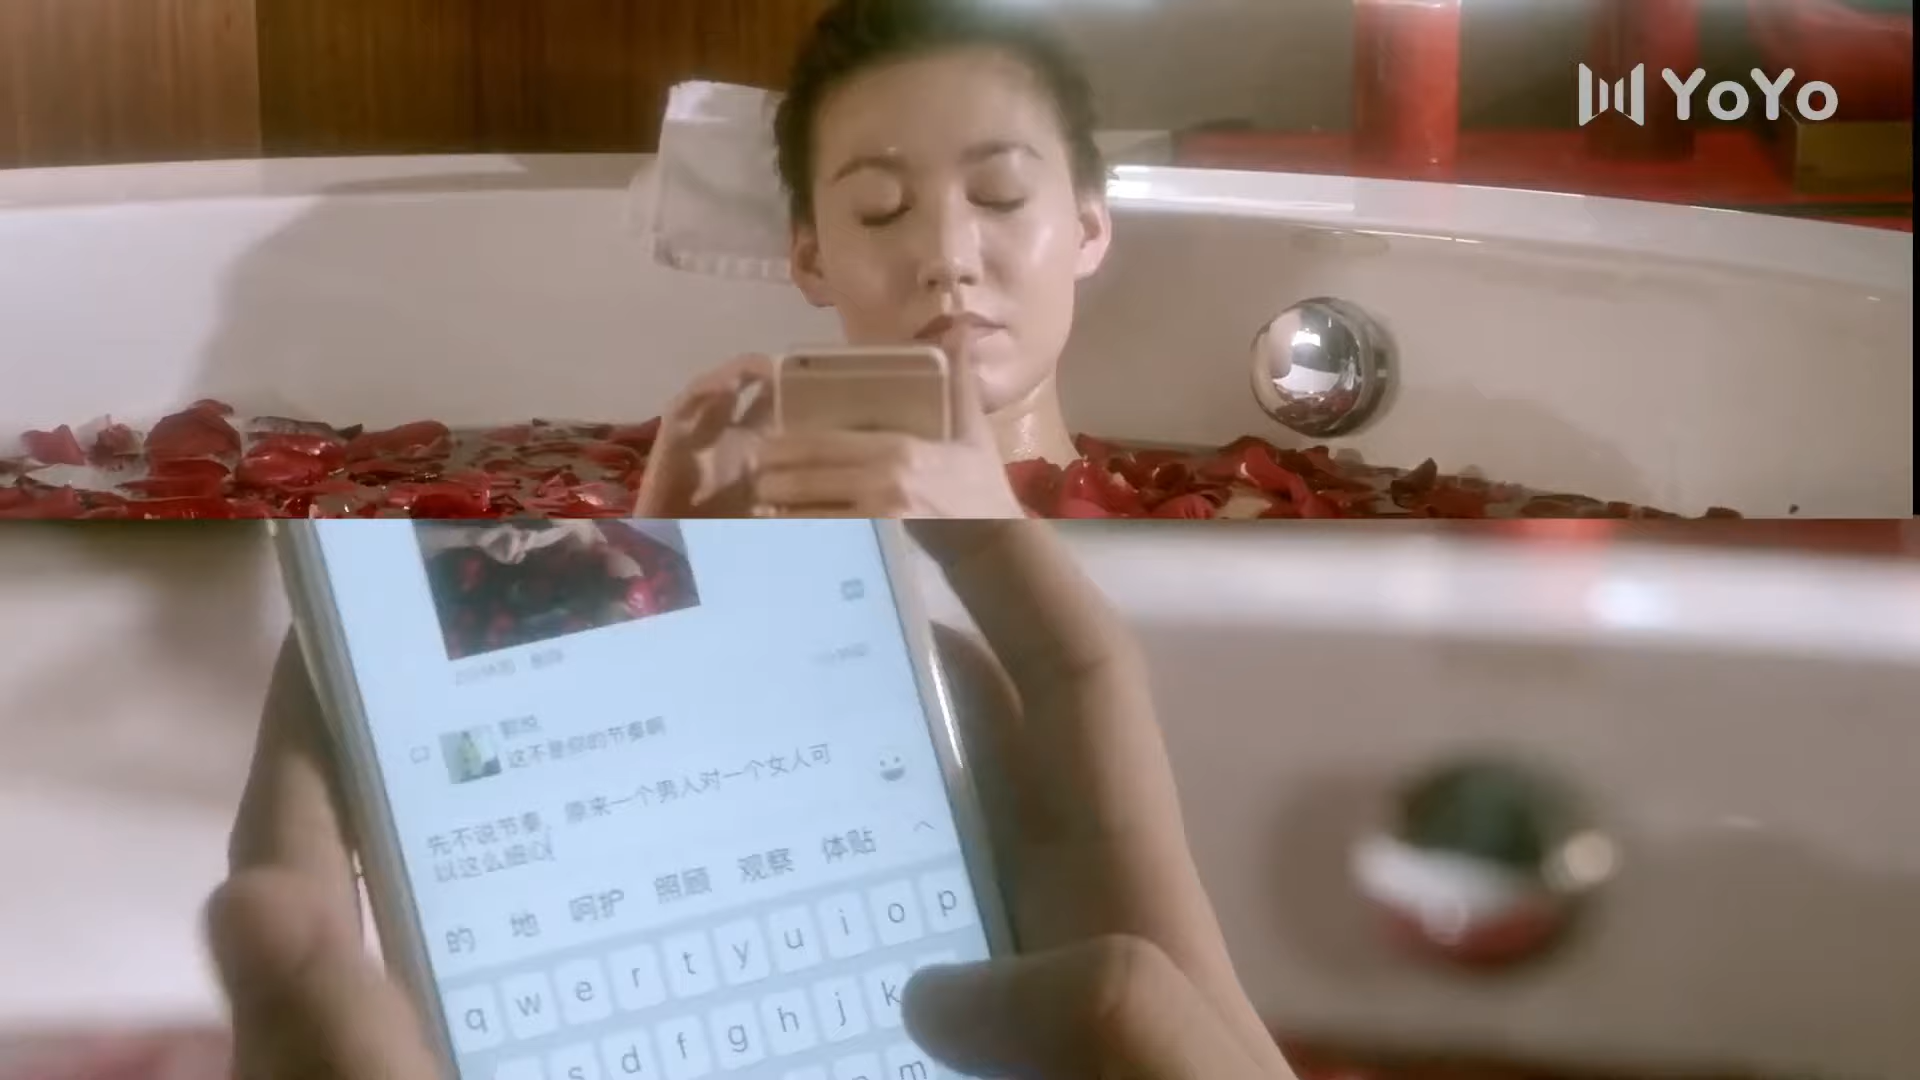 YoYo
这不是你的节奏啊
先不说节奏，原来一个男人对一个女人可
以这么细心
的 地 呵护 照顾 观察 体贴
q w e r t y u i o p
s d f g h j k
m